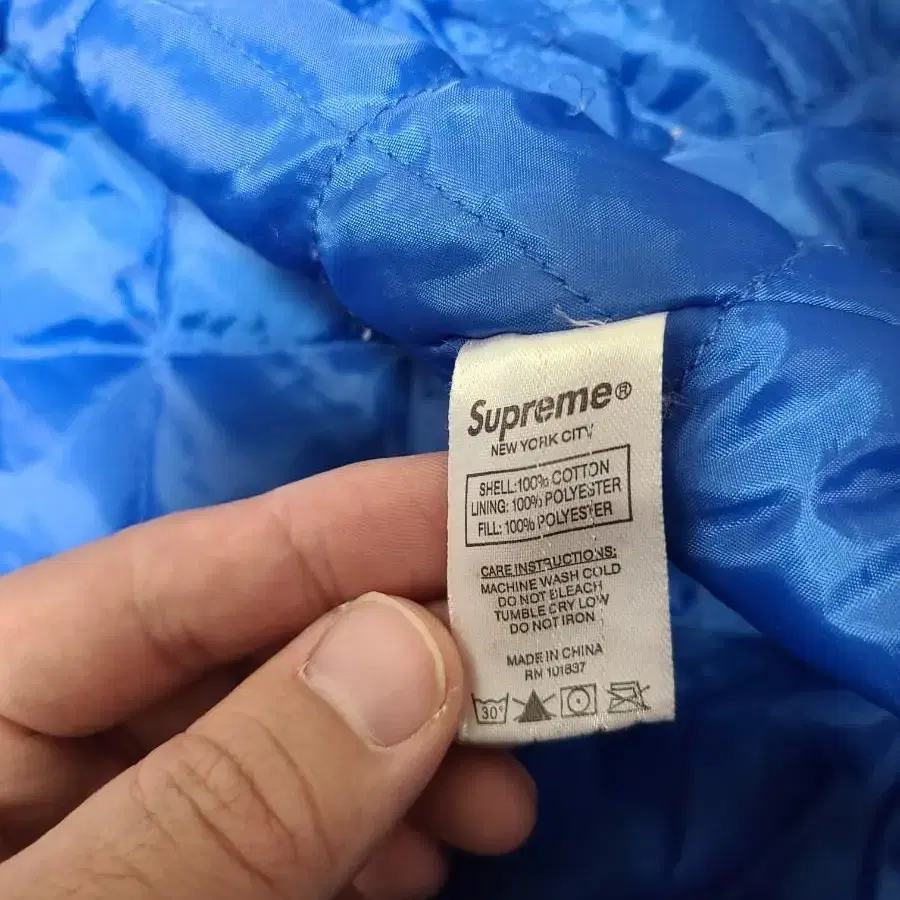 Supreme®
NEW YORK CITY
SHELL:100% COTTON
LINING: 100% POLYESTER
FILL: 100% POLYESTER
CARE INSTRUCTIONS:
MACHINE WASH COLD
DO NOT BLEACH
TUMBLE DRY LOW
DO NOT IRON
MADE IN CHINA
RN 101837
30°